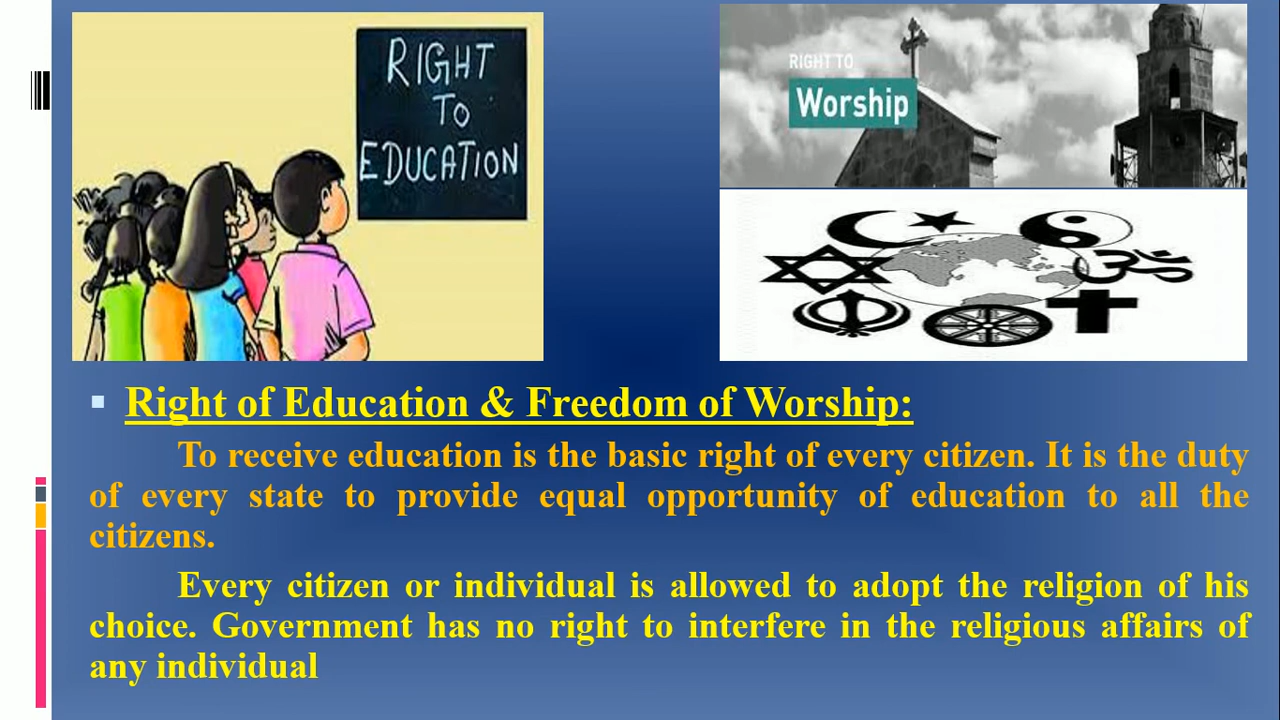 RIGHT
TO
EDUCATION
RIGHT TO
Worship
Right of Education & Freedom of Worship:
To receive education is the basic right of every citizen. It is the duty
of every state to provide equal opportunity of education to all the
citizens.
Every citizen or individual is allowed to adopt the religion of his
choice. Government has no right to interfere in the religious affairs of
any individual